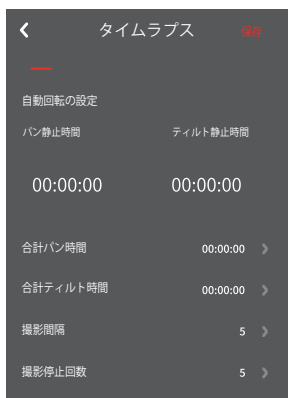 タイムラプス 保存
自動回転の設定
パン静止時間 ティルト静止時間
00:00:00 00:00:00
合計パン時間 00:00:00
合計ティルト時間 00:00:00
撮影間隔 5
撮影停止回数 5